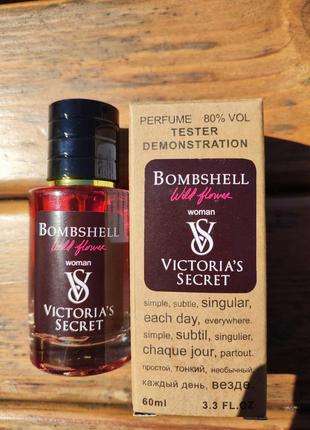 BOMBSHELL
Wild flower
woman
VS
VICTORIA'S
SECRET
PERFUME 80% VOL
TESTER
DEMONSTRATION
BOMBSHELL
Wild flower
woman
VS
VICTORIA'S
SECRET
simple, subtle, singular,
each day, everywhere.
simple, subtil, singulier,
chaque jour, partout.
простой, тонкий, необычный,
каждый день, везде.
60ml 3.3 FL.OZ